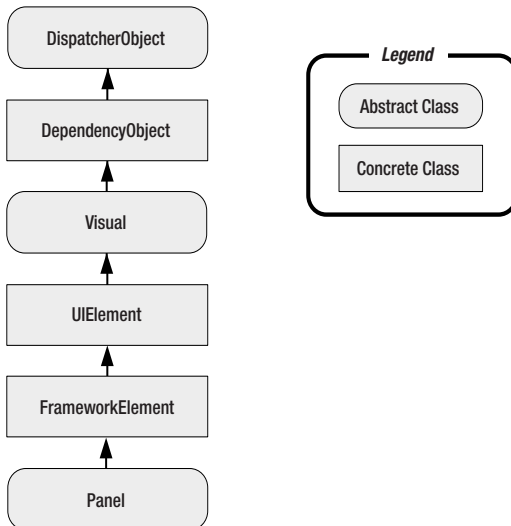 DispatcherObject
DependencyObject
Visual
UIElement
FrameworkElement
Panel
Legend
Abstract Class
Concrete Class